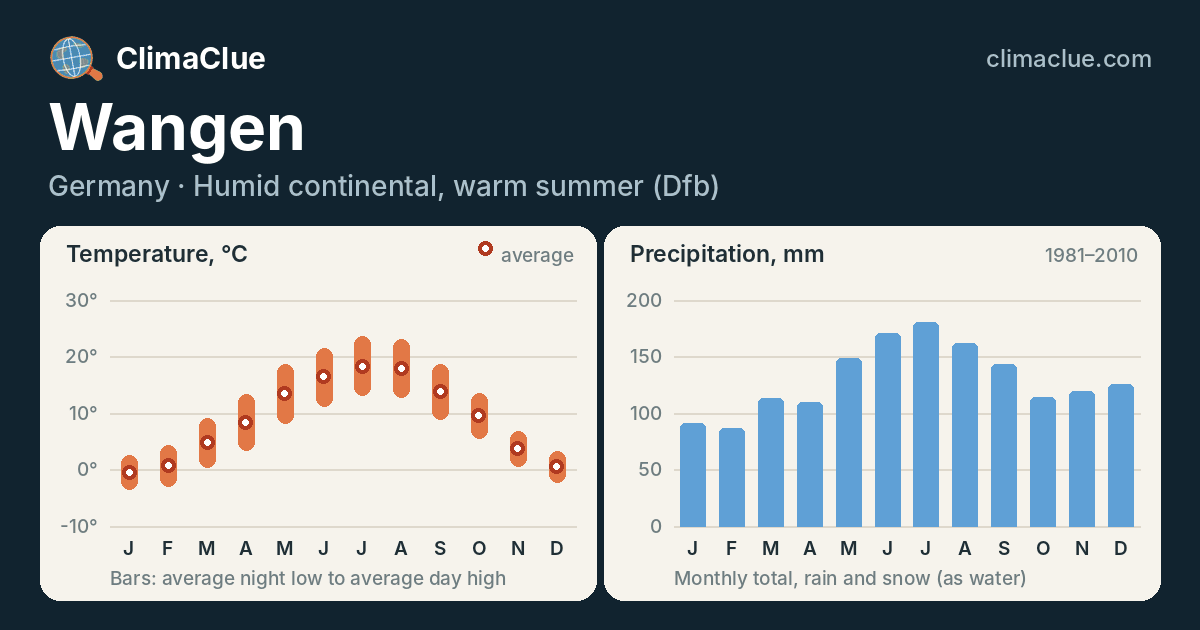 ClimaClue
climaclue.com
Wangen
Germany · Humid continental, warm summer (Dfb)
Temperature, °C
average
30°
20°
10°
0°
-10°
J F M A M J J A S O N D
Bars: average night low to average day high
Precipitation, mm
1981–2010
200
150
100
50
0
J F M A M J J A S O N D
Monthly total, rain and snow (as water)